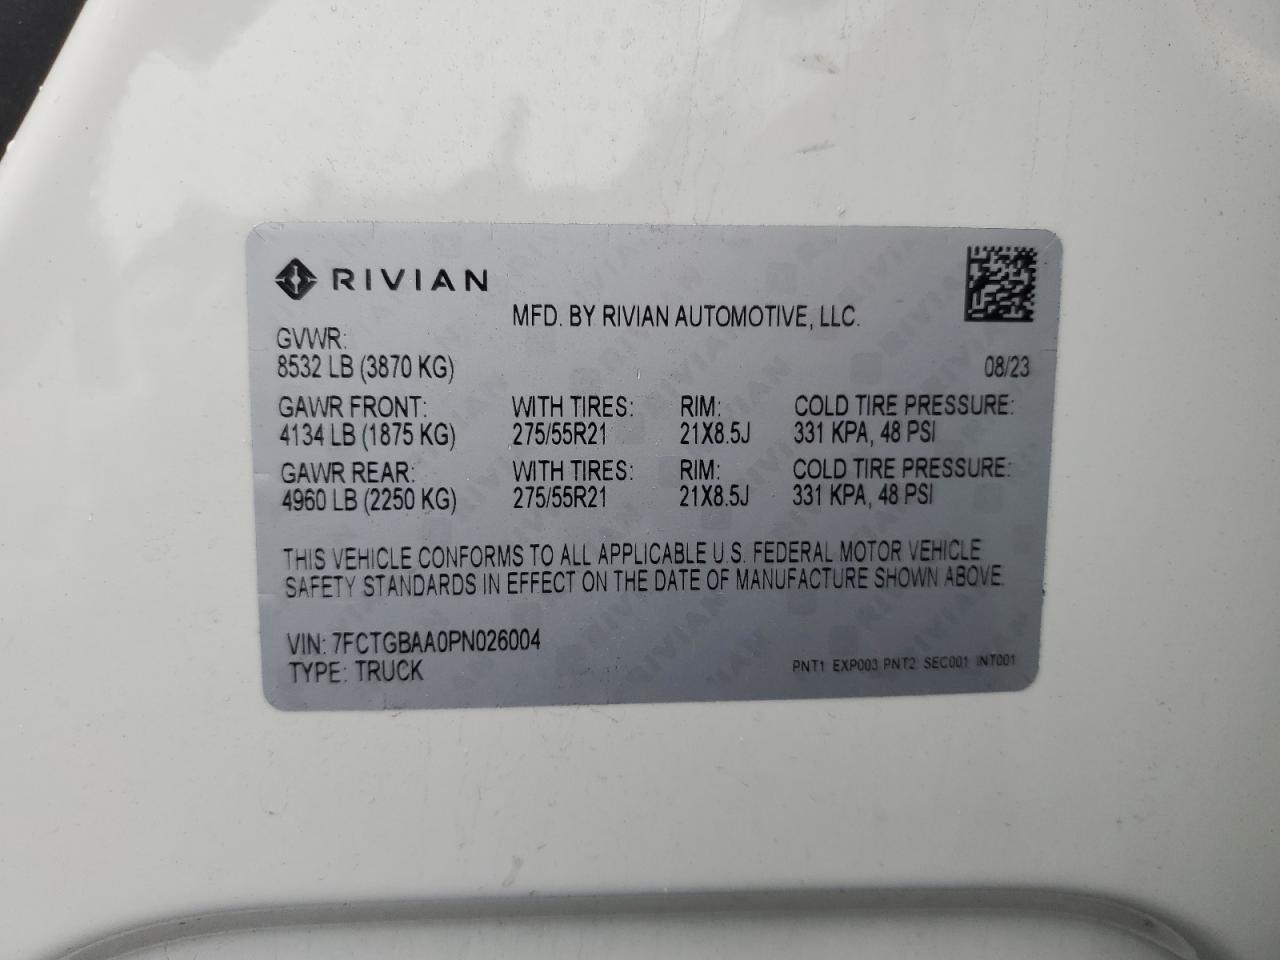 RIVIAN
MFD. BY RIVIAN AUTOMOTIVE, LLC.
GVWR:
8532 LB (3870 KG) 08/23
GAWR FRONT: WITH TIRES: RIM: COLD TIRE PRESSURE:
4134 LB (1875 KG) 275/55R21 21X8.5J 331 KPA, 48 PSI
GAWR REAR: WITH TIRES: RIM: COLD TIRE PRESSURE:
4960 LB (2250 KG) 275/55R21 21X8.5J 331 KPA, 48 PSI
THIS VEHICLE CONFORMS TO ALL APPLICABLE U.S. FEDERAL MOTOR VEHICLE
SAFETY STANDARDS IN EFFECT ON THE DATE OF MANUFACTURE SHOWN ABOVE.
VIN: 7FCTGBAA0PN026004
TYPE: TRUCK PNT1 EXP003 PNT2 SEC001 INT001